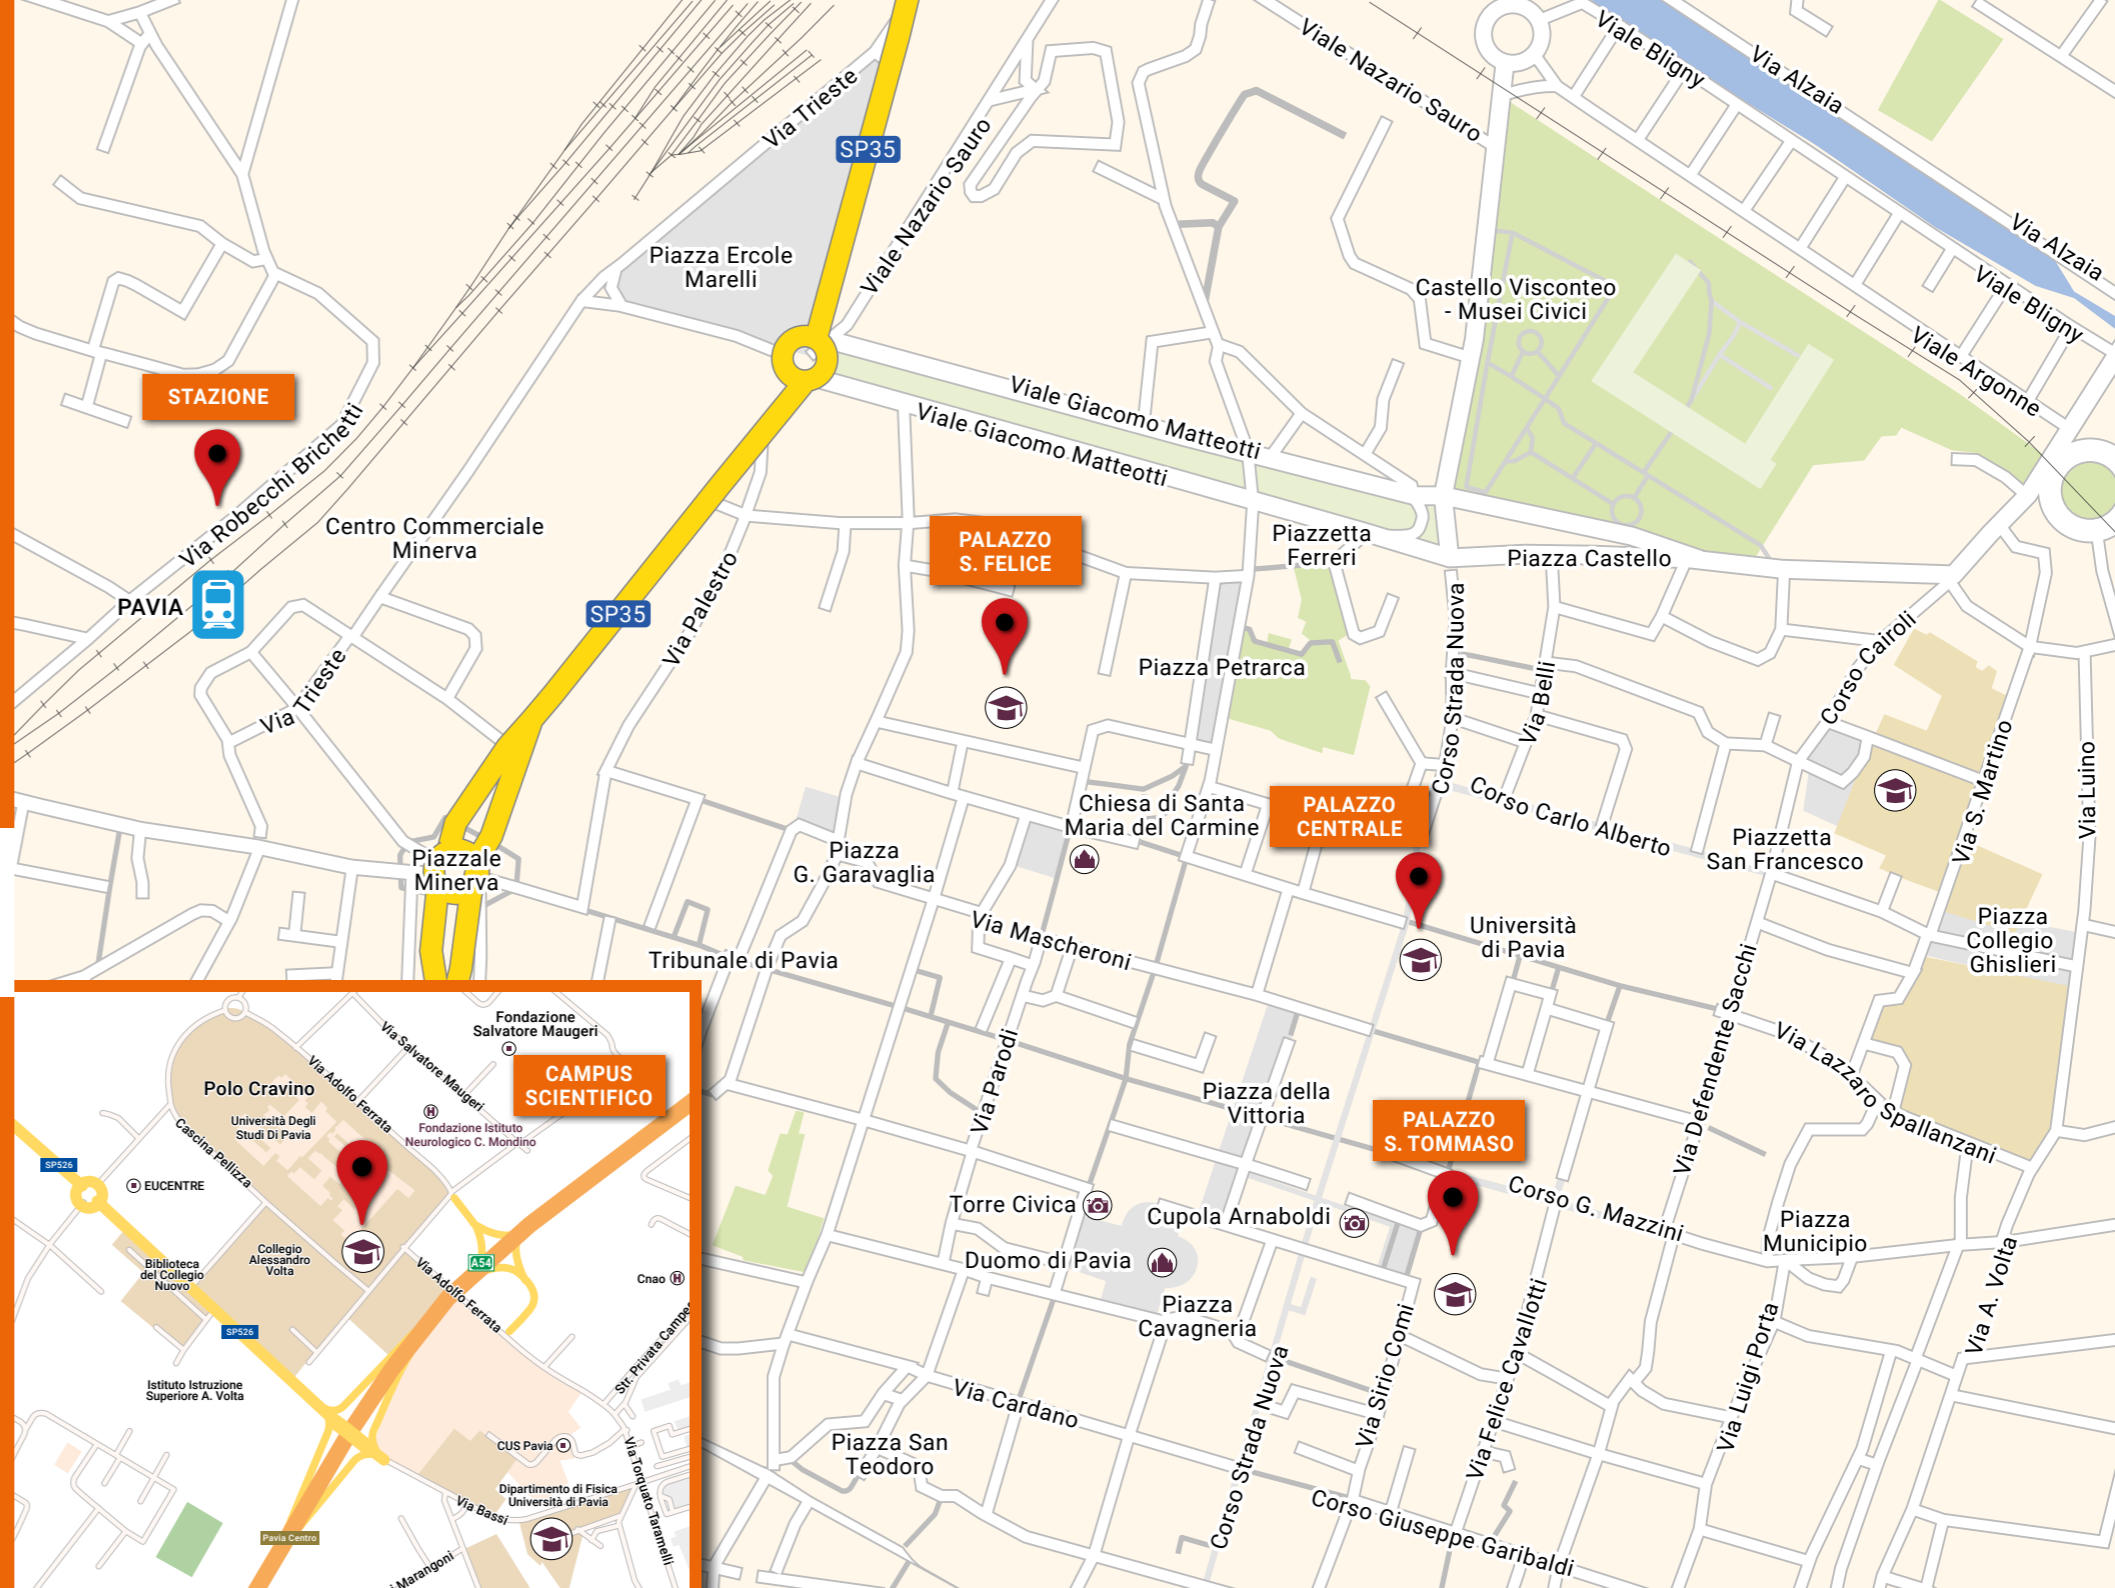 Viale Nazario Sauro
Viale Bligny
Via Alzaia
Via Trieste
SP35
Viale Nazario Sauro
Via Alzaia
Viale Bligny
Piazza Ercole
Marelli
Castello Visconteo
- Musei Civici
Viale Argonne
STAZIONE
Viale Giacomo Matteotti
Viale Giacomo Matteotti
Via Robecchi Brichetti
Centro Commerciale
Minerva
PALAZZO
S. FELICE
Piazzetta
Ferreri
Piazza Castello
PAVIA
SP35
Via Palestro
Corso Strada Nuova
Via Belli
Corso Cairoli
Via Trieste
Piazza Petrarca
Via S. Martino
Via Luino
Chiesa di Santa
Maria del Carmine
PALAZZO
CENTRALE
Corso Carlo Alberto
Piazzetta
San Francesco
Piazzale
Minerva
Piazza
G. Garavaglia
Via Mascheroni
Università
di Pavia
Piazza
Collegio
Ghislieri
Tribunale di Pavia
Via Defendente Sacchi
Via Lazzaro Spallanzani
Via Parodi
Piazza della
Vittoria
PALAZZO
S. TOMMASO
Corso G. Mazzini
Torre Civica
Cupola Arnaboldi
Piazza
Municipio
Duomo di Pavia
Piazza
Cavagneria
Via A. Volta
Via Cardano
Corso Strada Nuova
Via Sirio Comi
Via Felice Cavallotti
Via Luigi Porta
Piazza San
Teodoro
Corso Giuseppe Garibaldi
Fondazione
Salvatore Maugeri
Via Salvatore Maugeri
CAMPUS
SCIENTIFICO
Via Adolfo Ferrata
Polo Cravino
Università Degli
Studi Di Pavia
Fondazione Istituto
Neurologico C. Mondino
Cascina Pellizza
SP526
EUCENTRE
Collegio
Alessandro
Volta
Biblioteca
del Collegio
Nuovo
A54
Via Adolfo Ferrata
Cnao
SP526
Str. Privata Campe
Istituto Istruzione
Superiore A. Volta
CUS Pavia
Via Torquato Taramelli
Dipartimento di Fisica
Università di Pavia
Via Bassi
Pavia Centro
i Marangoni